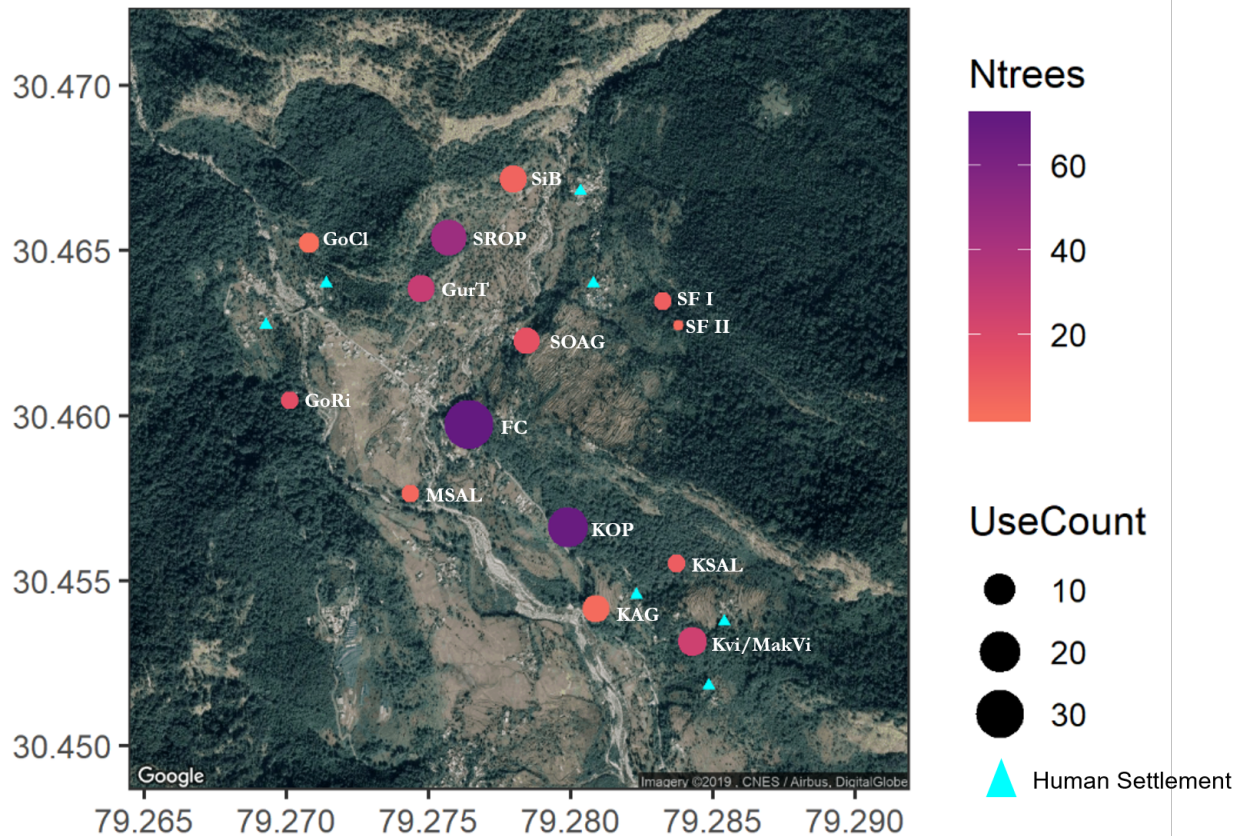 30.470
30.465
30.460
30.455
30.450
79.265 79.270 79.275 79.280 79.285 79.290
SiB
GoCl
SROP
GurT
SF I
SF II
SOAG
GoRi
FC
MSAL
KOP
KSAL
KAG
Kvi/MakVi
Google
Imagery ©2019 , CNES / Airbus, DigitalGlobe
Ntrees
60
40
20
UseCount
10
20
30
Human Settlement